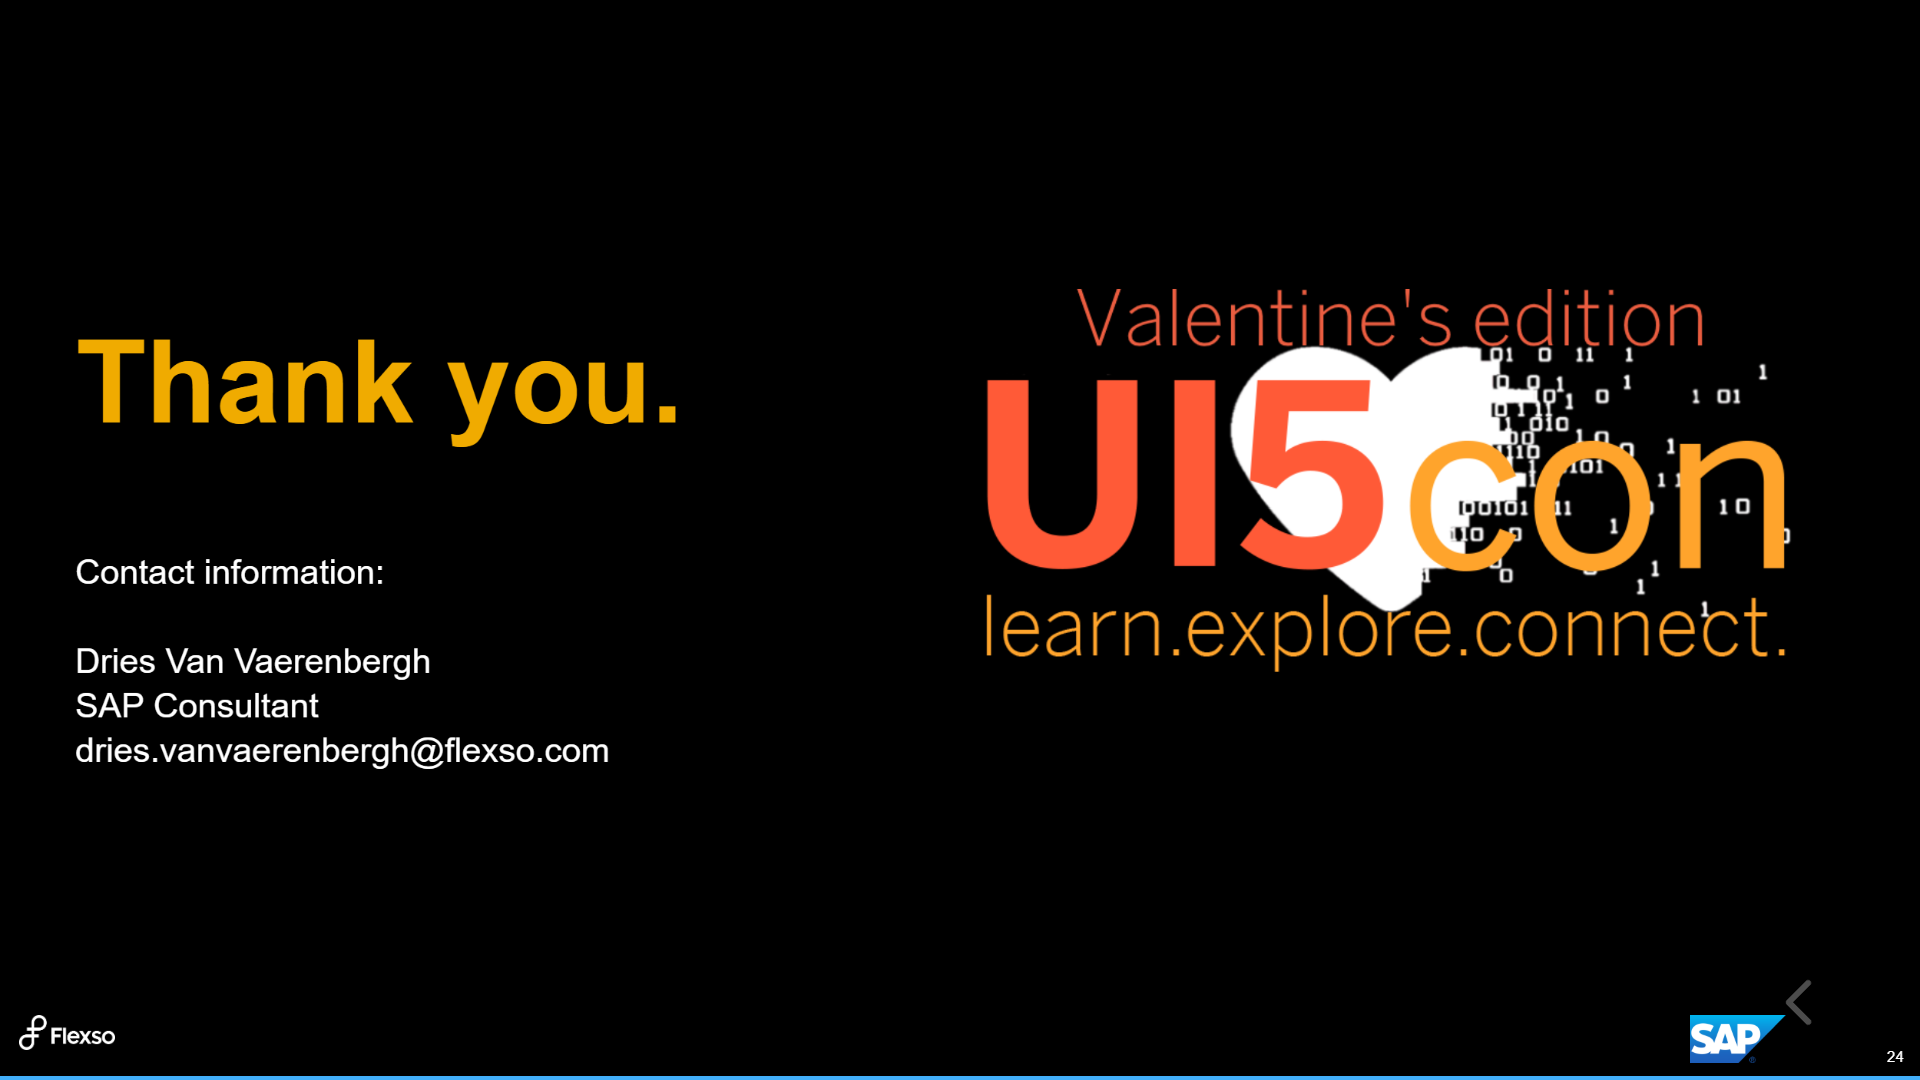 Thank you.
Contact information:
Dries Van Vaerenbergh
SAP Consultant
dries.vanvaerenbergh@flexso.com
Valentine's edition
UI5con
learn.explore.connect.
Flexso
SAP
24